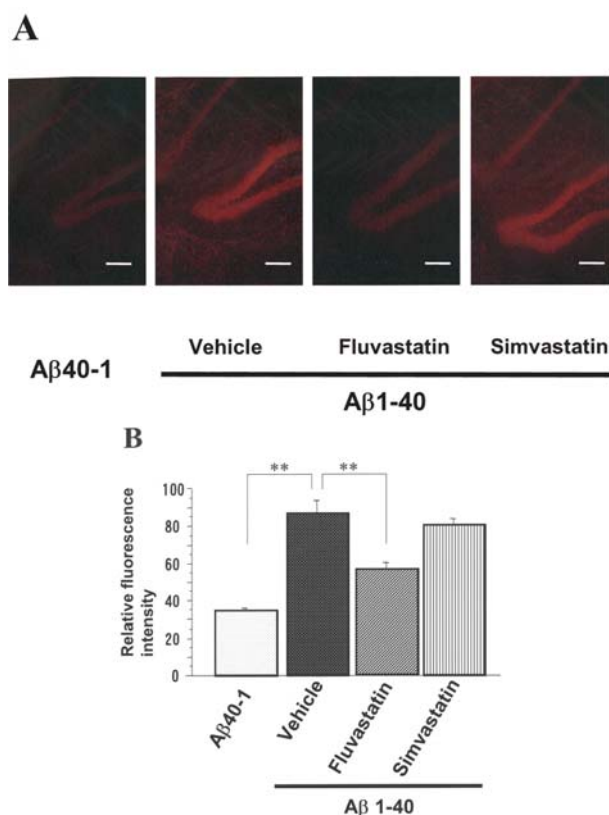 A
Vehicle Fluvastatin Simvastatin
Aβ40-1
Aβ1-40
B
** **
Relative fluorescence
intensity
100
80
60
40
20
0
Aβ40-1
Vehicle
Fluvastatin
Simvastatin
Aβ 1-40